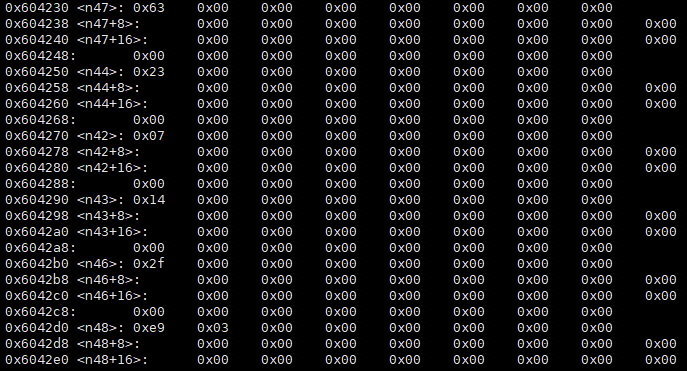 0x604230 <n47>: 0x63 0x00 0x00 0x00 0x00 0x00 0x00 0x00
0x604238 <n47+8>: 0x00 0x00 0x00 0x00 0x00 0x00 0x00 0x00
0x604240 <n47+16>: 0x00 0x00 0x00 0x00 0x00 0x00 0x00 0x00
0x604248: 0x00 0x00 0x00 0x00 0x00 0x00 0x00 0x00
0x604250 <n44>: 0x23 0x00 0x00 0x00 0x00 0x00 0x00 0x00
0x604258 <n44+8>: 0x00 0x00 0x00 0x00 0x00 0x00 0x00 0x00
0x604260 <n44+16>: 0x00 0x00 0x00 0x00 0x00 0x00 0x00 0x00
0x604268: 0x00 0x00 0x00 0x00 0x00 0x00 0x00 0x00
0x604270 <n42>: 0x07 0x00 0x00 0x00 0x00 0x00 0x00 0x00
0x604278 <n42+8>: 0x00 0x00 0x00 0x00 0x00 0x00 0x00 0x00
0x604280 <n42+16>: 0x00 0x00 0x00 0x00 0x00 0x00 0x00 0x00
0x604288: 0x00 0x00 0x00 0x00 0x00 0x00 0x00 0x00
0x604290 <n43>: 0x14 0x00 0x00 0x00 0x00 0x00 0x00 0x00
0x604298 <n43+8>: 0x00 0x00 0x00 0x00 0x00 0x00 0x00 0x00
0x6042a0 <n43+16>: 0x00 0x00 0x00 0x00 0x00 0x00 0x00 0x00
0x6042a8: 0x00 0x00 0x00 0x00 0x00 0x00 0x00 0x00
0x6042b0 <n46>: 0x2f 0x00 0x00 0x00 0x00 0x00 0x00 0x00
0x6042b8 <n46+8>: 0x00 0x00 0x00 0x00 0x00 0x00 0x00 0x00
0x6042c0 <n46+16>: 0x00 0x00 0x00 0x00 0x00 0x00 0x00 0x00
0x6042c8: 0x00 0x00 0x00 0x00 0x00 0x00 0x00 0x00
0x6042d0 <n48>: 0xe9 0x03 0x00 0x00 0x00 0x00 0x00 0x00
0x6042d8 <n48+8>: 0x00 0x00 0x00 0x00 0x00 0x00 0x00 0x00
0x6042e0 <n48+16>: 0x00 0x00 0x00 0x00 0x00 0x00 0x00 0x00